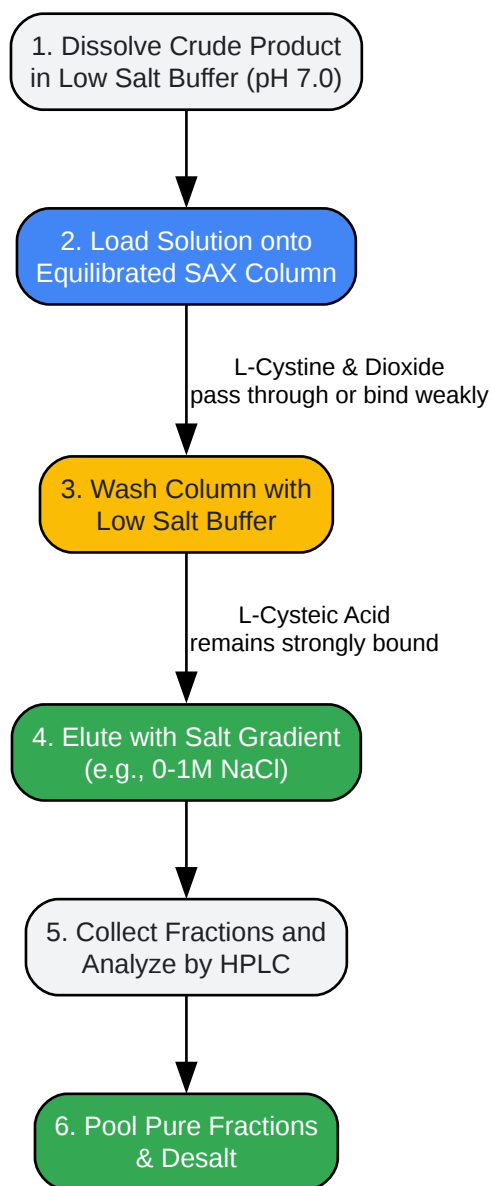 1. Dissolve Crude Product
in Low Salt Buffer (pH 7.0)
2. Load Solution onto
Equilibrated SAX Column
L-Cystine & Dioxide
pass through or bind weakly
3. Wash Column with
Low Salt Buffer
L-Cysteic Acid
remains strongly bound
4. Elute with Salt Gradient
(e.g., 0-1M NaCl)
5. Collect Fractions and
Analyze by HPLC
6. Pool Pure Fractions
& Desalt